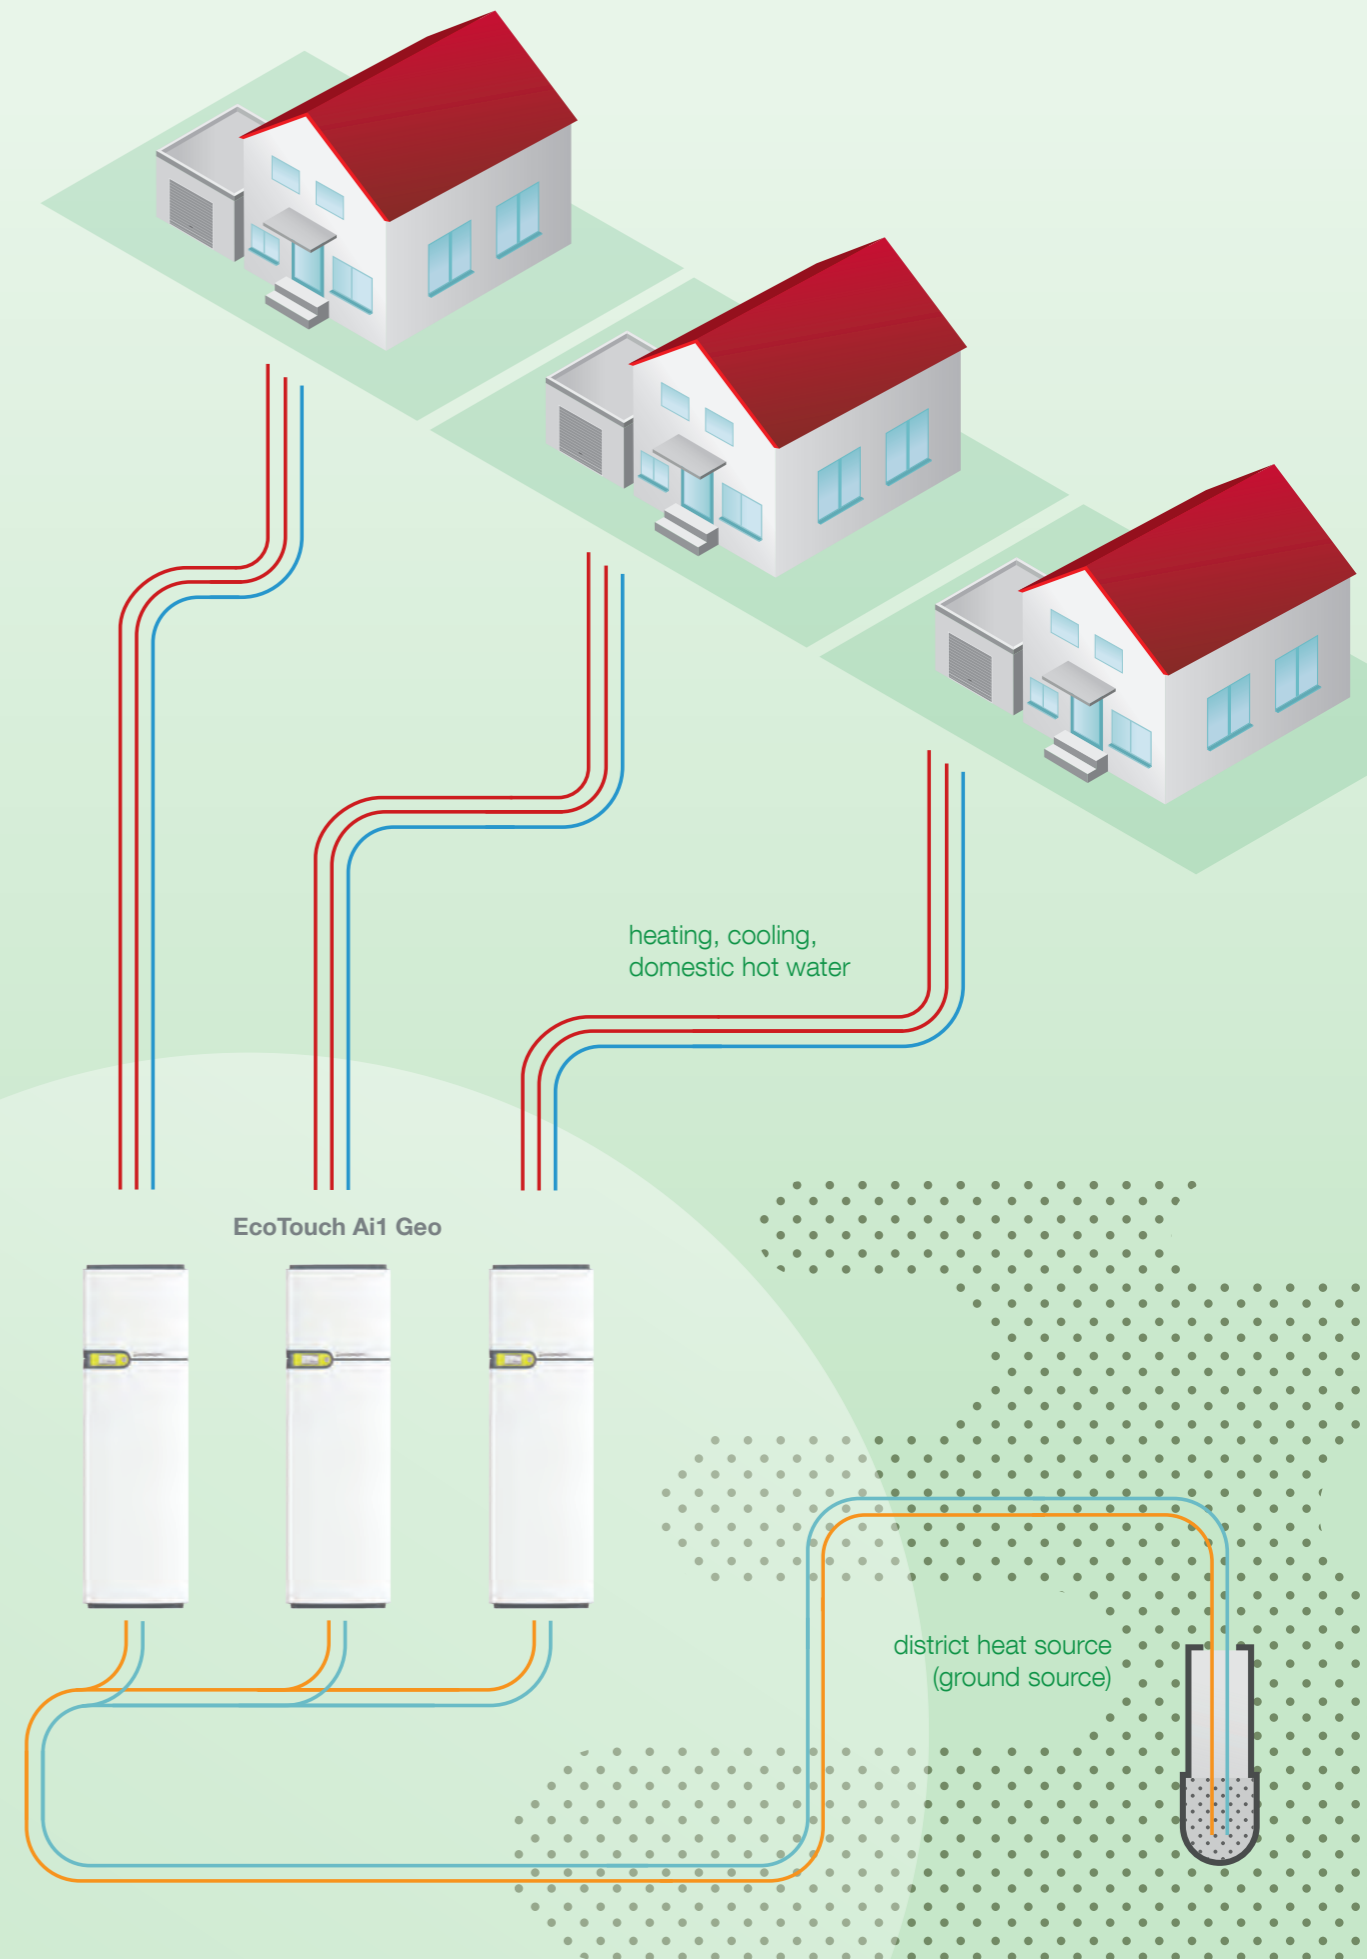 heating, cooling,
domestic hot water
EcoTouch Ai1 Geo
district heat source
(ground source)